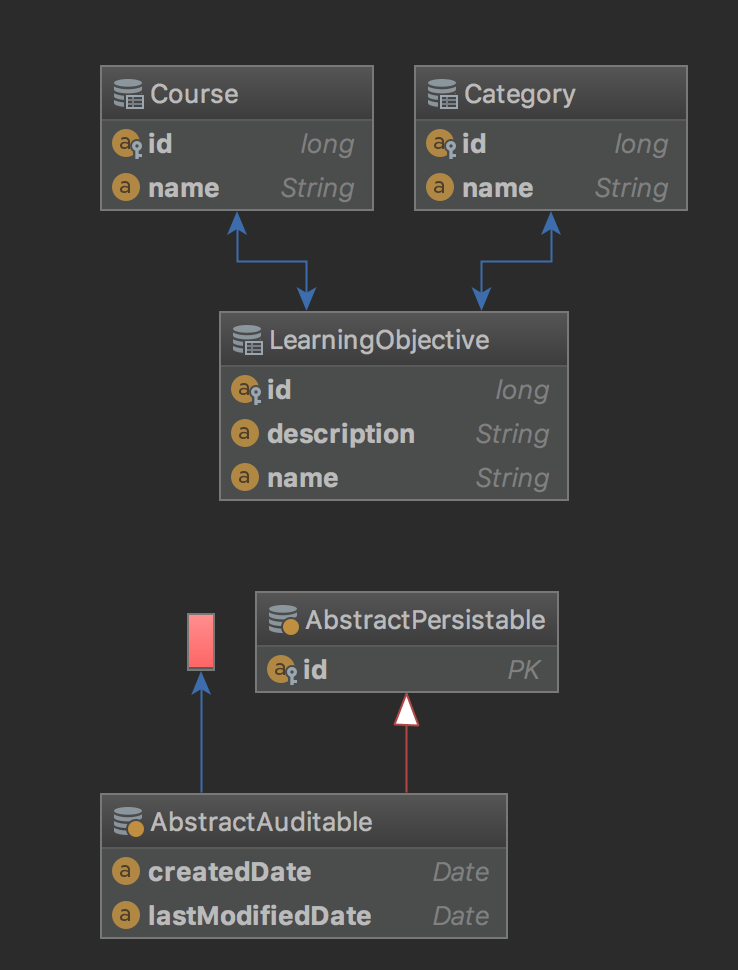 Course
id long
name String
Category
id long
name String
LearningObjective
id long
description String
name String
AbstractPersistable
id PK
AbstractAuditable
createdDate Date
lastModifiedDate Date